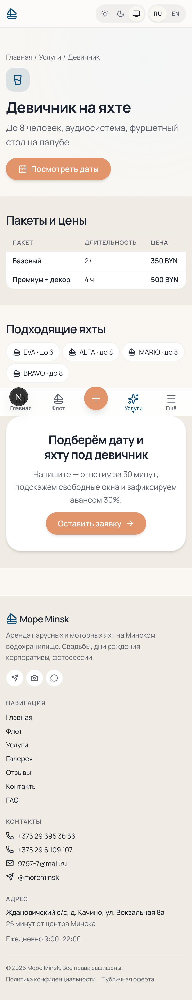 RU EN
Главная / Услуги / Девичник
Девичник на яхте
До 8 человек, аудиосистема, фуршетный
стол на палубе
Посмотреть даты
Пакеты и цены
ПАКЕТ ДЛИТЕЛЬНОСТЬ ЦЕНА
Базовый 2 ч 350 BYN
Премиум + декор 4 ч 500 BYN
Подходящие яхты
EVA · до 6 ALFA · до 8 MARIO · до 8
BRAVO · до 8
N
Главная Флот Услуги Ещё
Подберём дату и
яхту под девичник
Напишите — ответим за 30 минут,
подскажем свободные окна и зафиксируем
авансом 30%.
Оставить заявку
Море Minsk
Аренда парусных и моторных яхт на Минском
водохранилище. Свадьбы, дни рождения,
корпоративы, фотосессии.
НАВИГАЦИЯ
Главная
Флот
Услуги
Галерея
Отзывы
Контакты
FAQ
КОНТАКТЫ
+375 29 695 36 36
+375 29 6 109 107
9797-7@mail.ru
@moreminsk
АДРЕС
Ждановичский с/с, д. Качино, ул. Вокзальная 8а
25 минут от центра Минска
Ежедневно 9:00–22:00
© 2026 Море Minsk. Все права защищены.
Политика конфиденциальности Публичная оферта